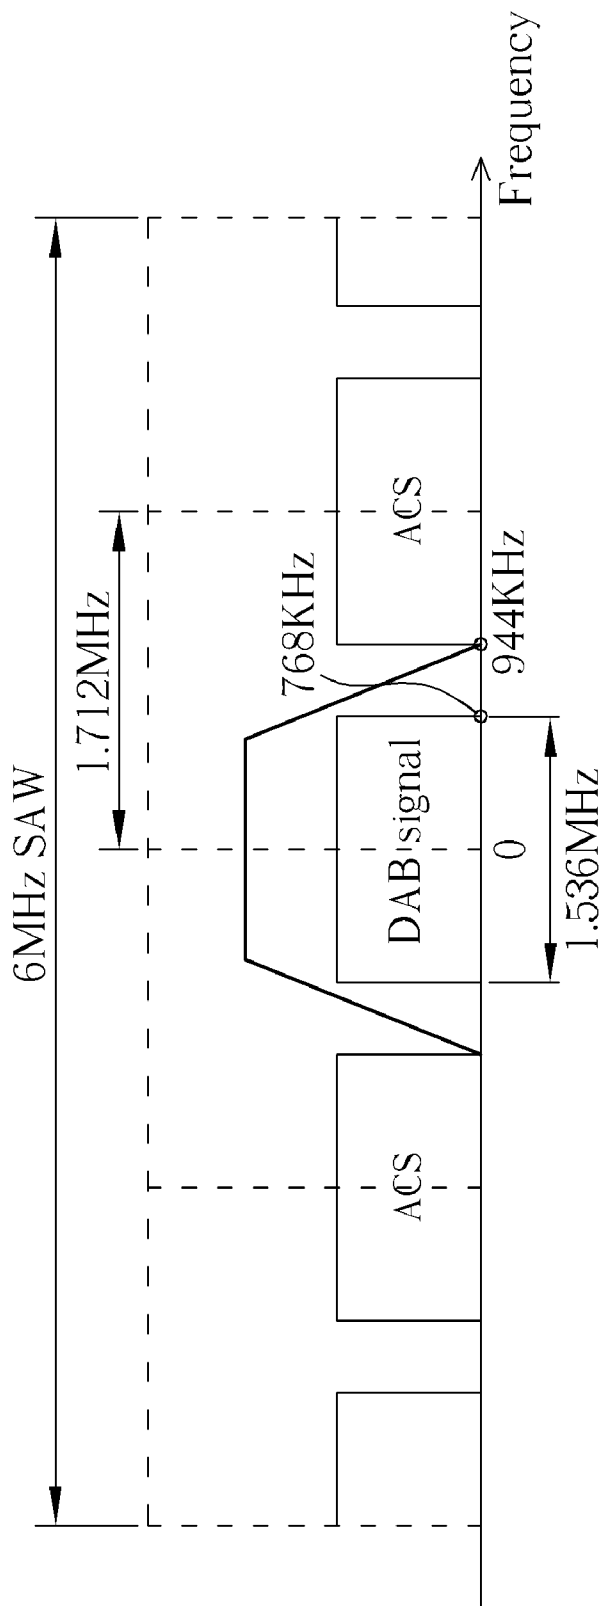 6MHz SAW
1.712MHz
768KHz
ACS
DAB signal
ACS
0
944KHz
Frequency
1.536MHz